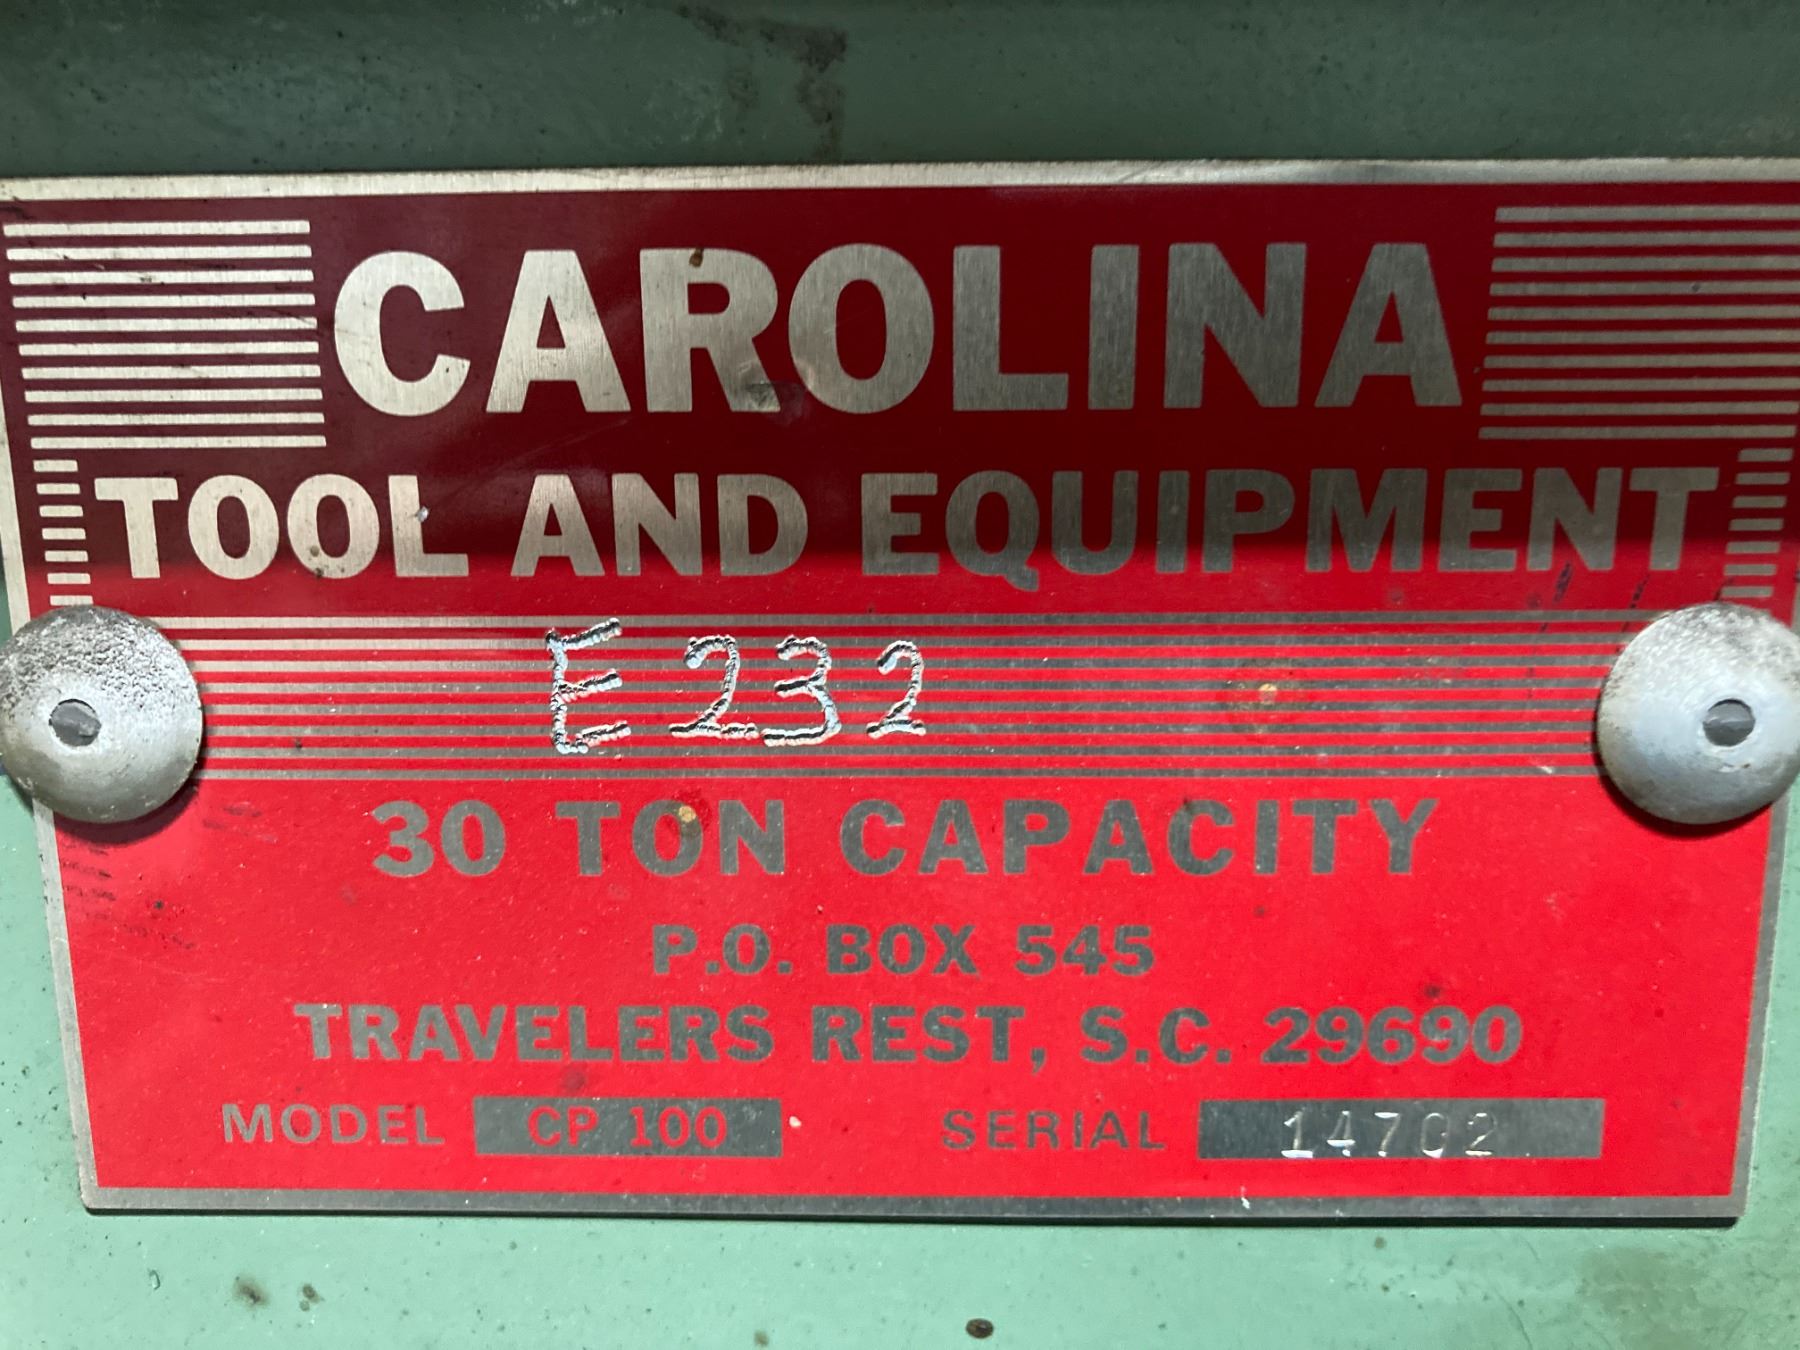 CAROLINA
TOOL AND EQUIPMENT
E232
30 TON CAPACITY
P.O. BOX 545
TRAVELERS REST, S.C. 29690
MODEL CP 100 SERIAL 14702